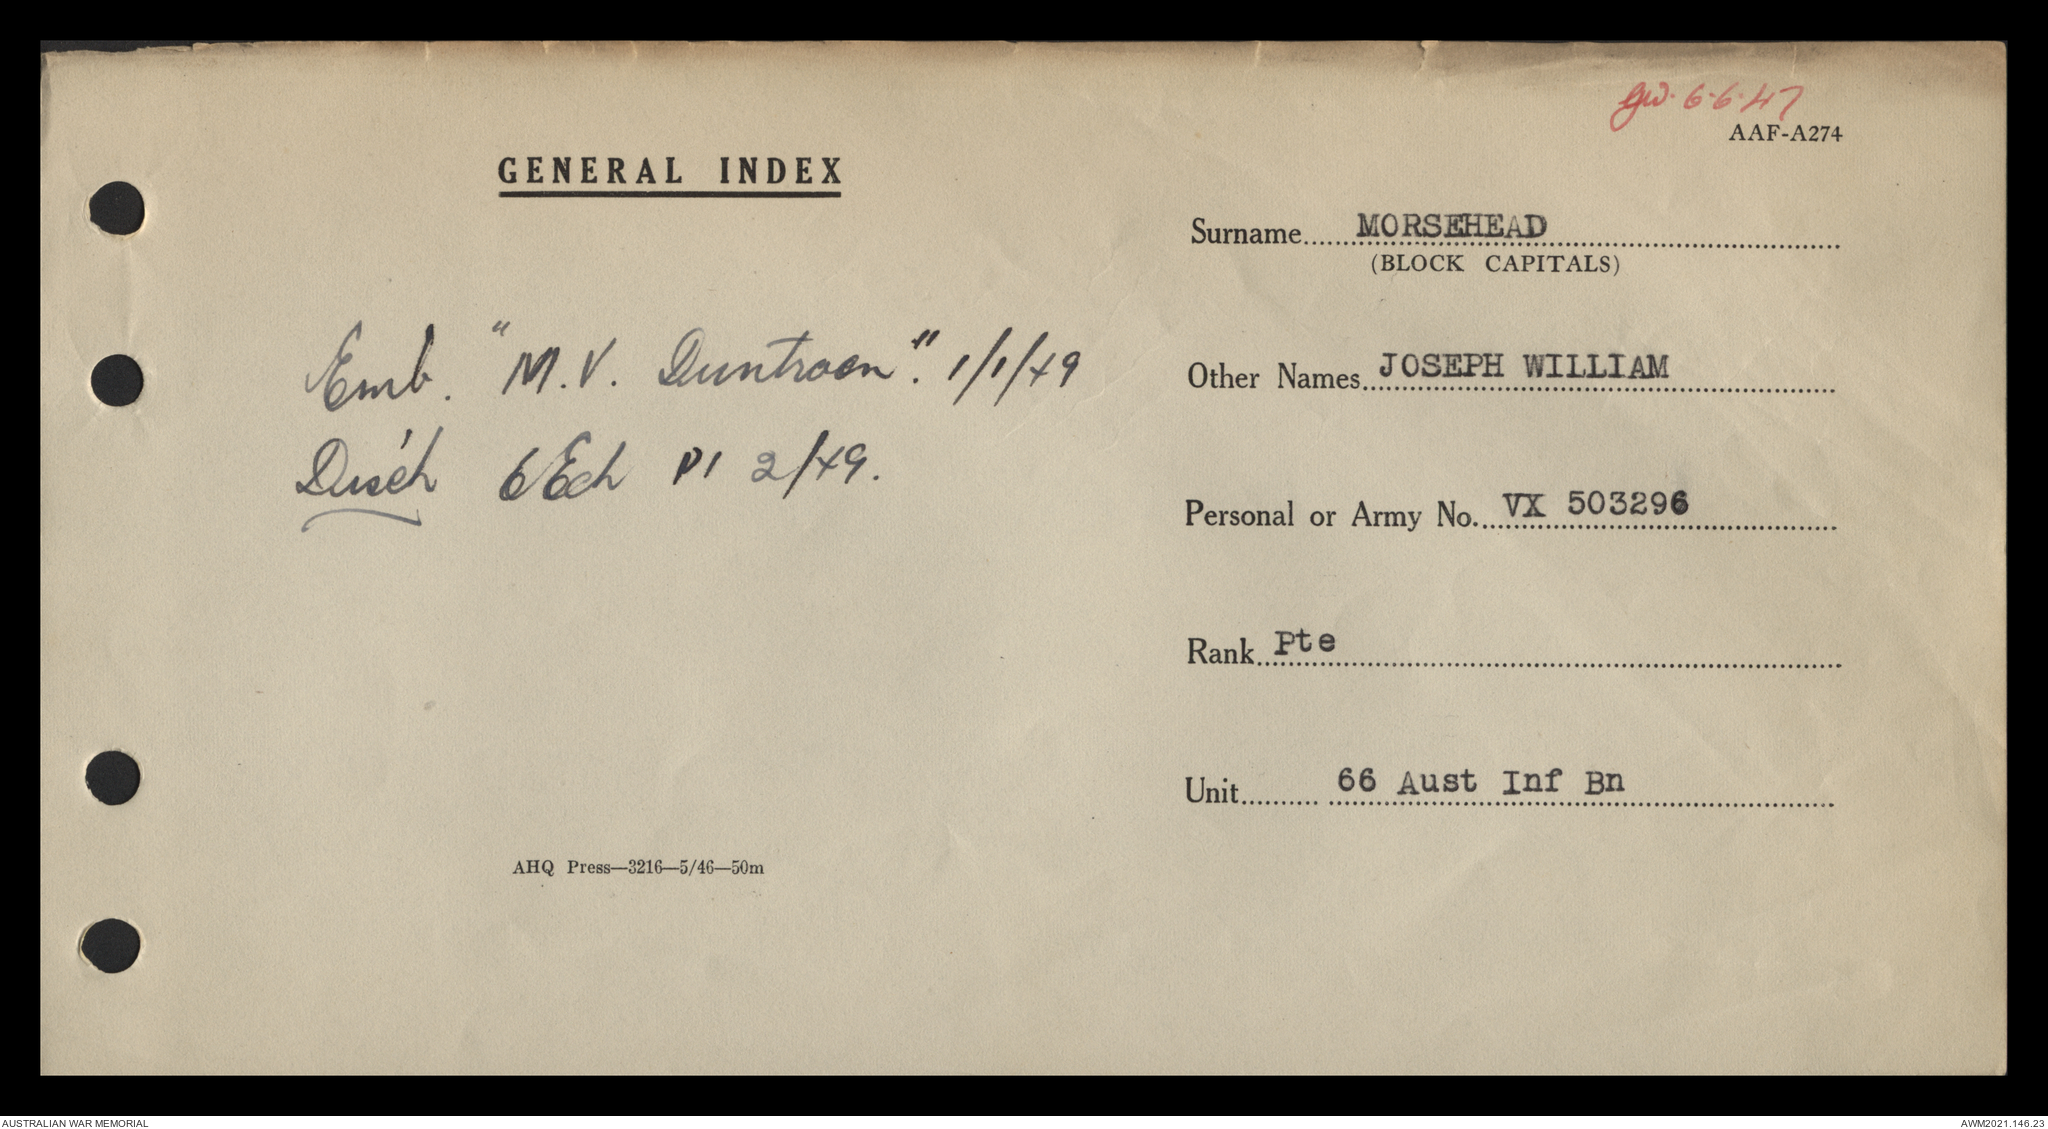 gw. 6.6.47
AAF-A274
GENERAL INDEX
Surname MORSEHEAD
(BLOCK CAPITALS)
Emb. "M.V. Duntroon". 1/1/49
Other Names JOSEPH WILLIAM
Disch 6 Ech P1 2/49.
Personal or Army No. VX 503296
Rank Pte
Unit 66 Aust Inf Bn
AHQ Press—3216—5/46—50m
AUSTRALIAN WAR MEMORIAL
AWM2021.146.23